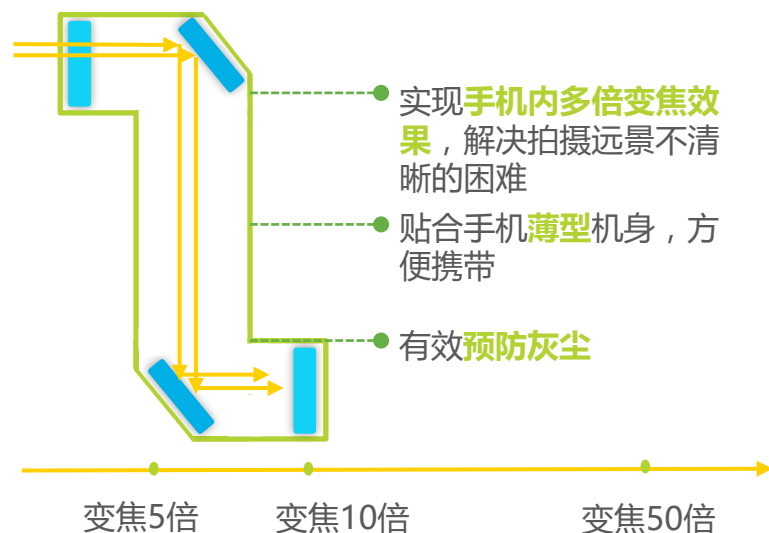 实现手机内多倍变焦效
果，解决拍摄远景不清
晰的困难
贴合手机薄型机身，方
便携带
有效预防灰尘
变焦5倍
变焦10倍
变焦50倍